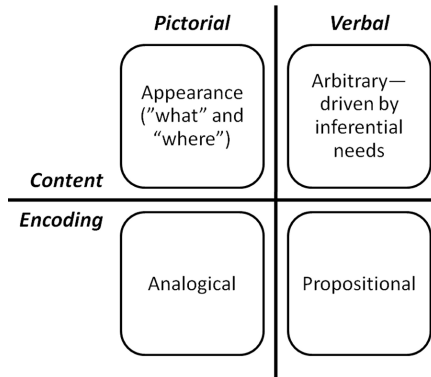 Pictorial
Verbal
Appearance
(”what” and
“where”)
Arbitrary—
driven by
inferential
needs
Content
Encoding
Analogical
Propositional